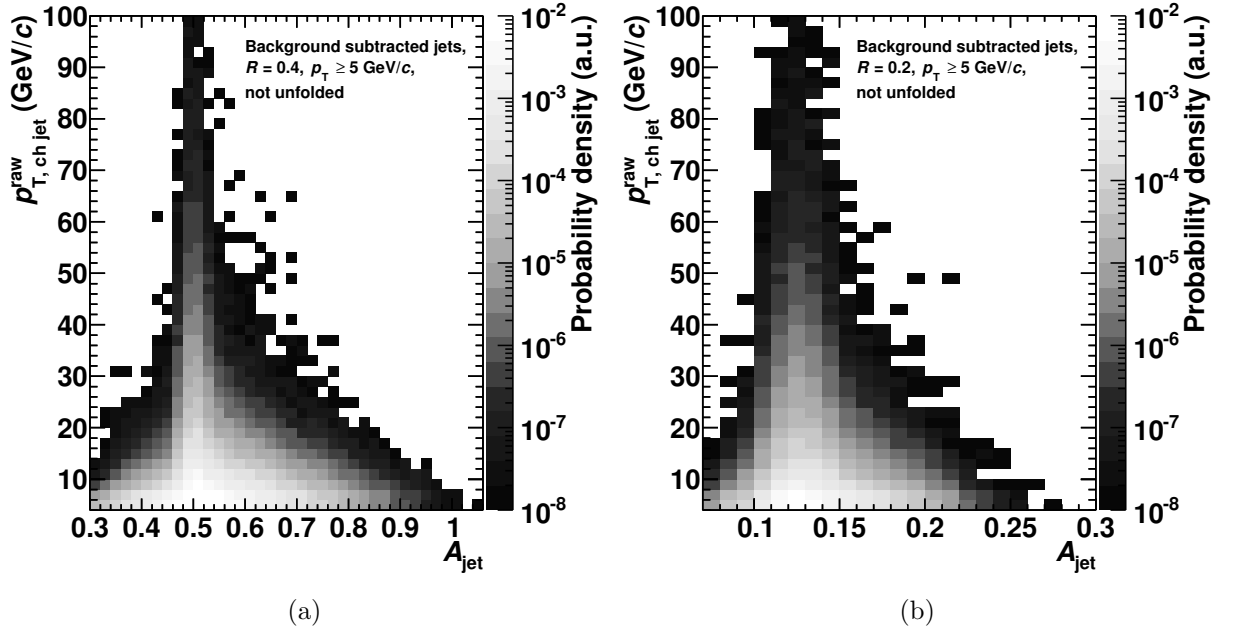 p_T, ch jet^raw (GeV/c)
100
90
80
70
60
50
40
30
20
10
0.3 0.4 0.5 0.6 0.7 0.8 0.9 1
A_jet
Background subtracted jets,
R = 0.4, p_T ≥ 5 GeV/c,
not unfolded
10^-2
10^-3
10^-4
10^-5
10^-6
10^-7
10^-8
Probability density (a.u.)
(a)
p_T, ch jet^raw (GeV/c)
100
90
80
70
60
50
40
30
20
10
0.1 0.15 0.2 0.25 0.3
A_jet
Background subtracted jets,
R = 0.2, p_T ≥ 5 GeV/c,
not unfolded
10^-2
10^-3
10^-4
10^-5
10^-6
10^-7
10^-8
Probability density (a.u.)
(b)